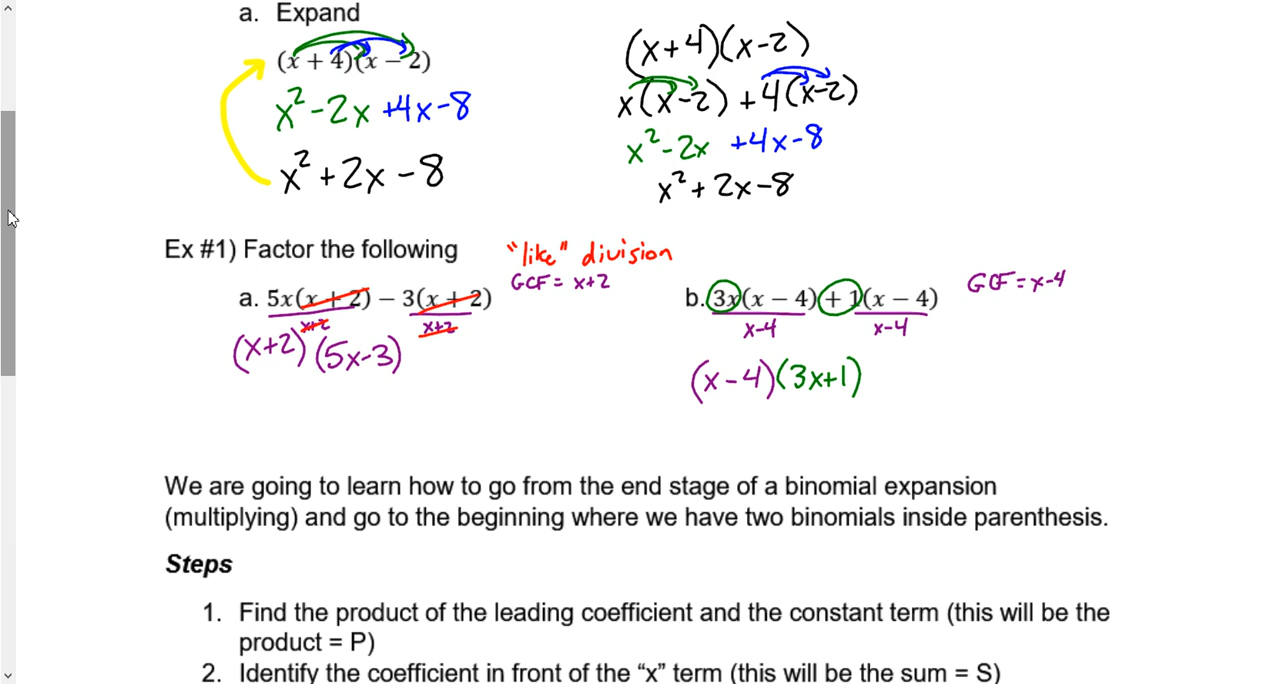 a. Expand
(x + 4)(x − 2)
x² - 2x + 4x - 8
x² + 2x - 8
(x+4)(x-2)
x(x-2) + 4(x-2)
x² - 2x + 4x - 8
x² + 2x - 8
Ex #1) Factor the following
"like" division
GCF = x+2
a. 5x(x + 2) − 3(x + 2)
x+2 x+2
(x+2)(5x-3)
GCF = x-4
b. 3x(x − 4) + 1(x − 4)
x-4 x-4
(x-4)(3x+1)
We are going to learn how to go from the end stage of a binomial expansion
(multiplying) and go to the beginning where we have two binomials inside parenthesis.
Steps
1. Find the product of the leading coefficient and the constant term (this will be the
product = P)
2. Identify the coefficient in front of the “x” term (this will be the sum = S)